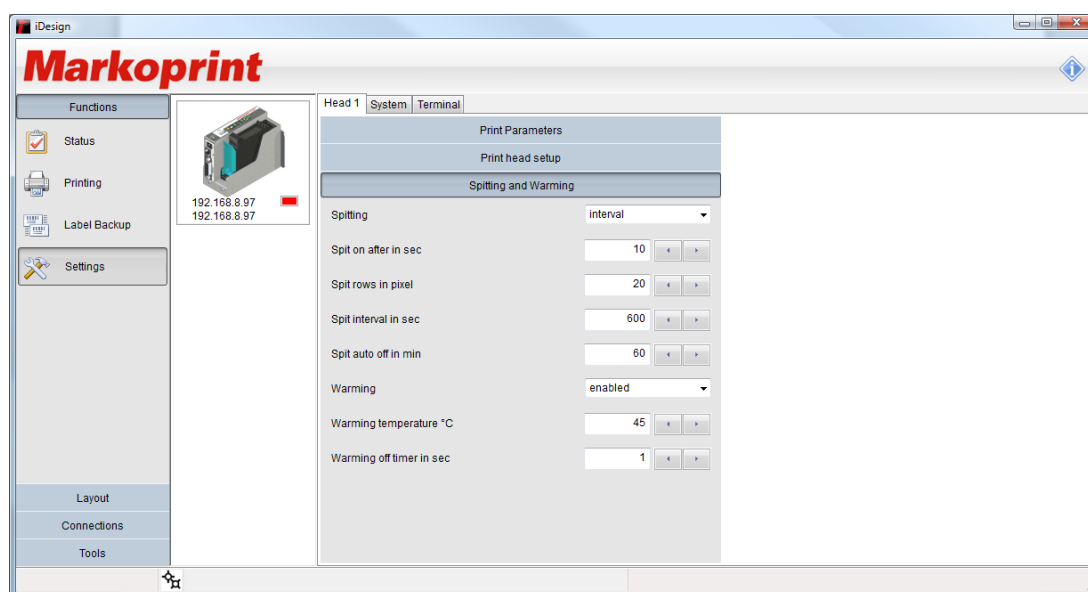 iDesign
Markoprint
Functions
Status
Printing
Label Backup
Settings
Layout
Connections
Tools
192.168.8.97
192.168.8.97
Head 1 System Terminal
Print Parameters
Print head setup
Spitting and Warming
Spitting interval
Spit on after in sec 10
Spit rows in pixel 20
Spit interval in sec 600
Spit auto off in min 60
Warming enabled
Warming temperature °C 45
Warming off timer in sec 1